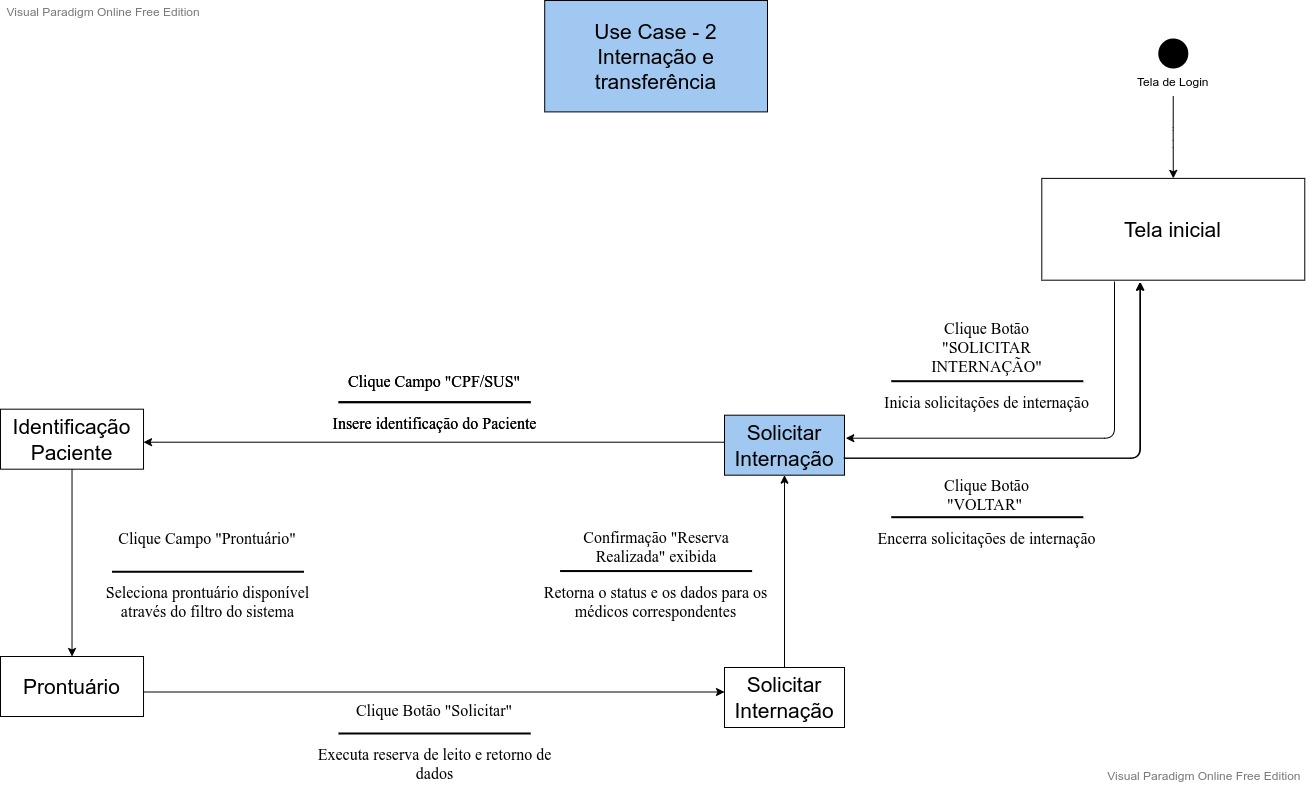 Visual Paradigm Online Free Edition
Use Case - 2
Internação e
transferência
Tela de Login
Tela inicial
Clique Botão
"SOLICITAR
INTERNAÇÃO"
Inicia solicitações de internação
Clique Campo "CPF/SUS"
Insere identificação do Paciente
Identificação
Paciente
Solicitar
Internação
Clique Botão
"VOLTAR"
Encerra solicitações de internação
Clique Campo "Prontuário"
Seleciona prontuário disponível
através do filtro do sistema
Confirmação "Reserva
Realizada" exibida
Retorna o status e os dados para os
médicos correspondentes
Prontuário
Solicitar
Internação
Clique Botão "Solicitar"
Executa reserva de leito e retorno de
dados
Visual Paradigm Online Free Edition